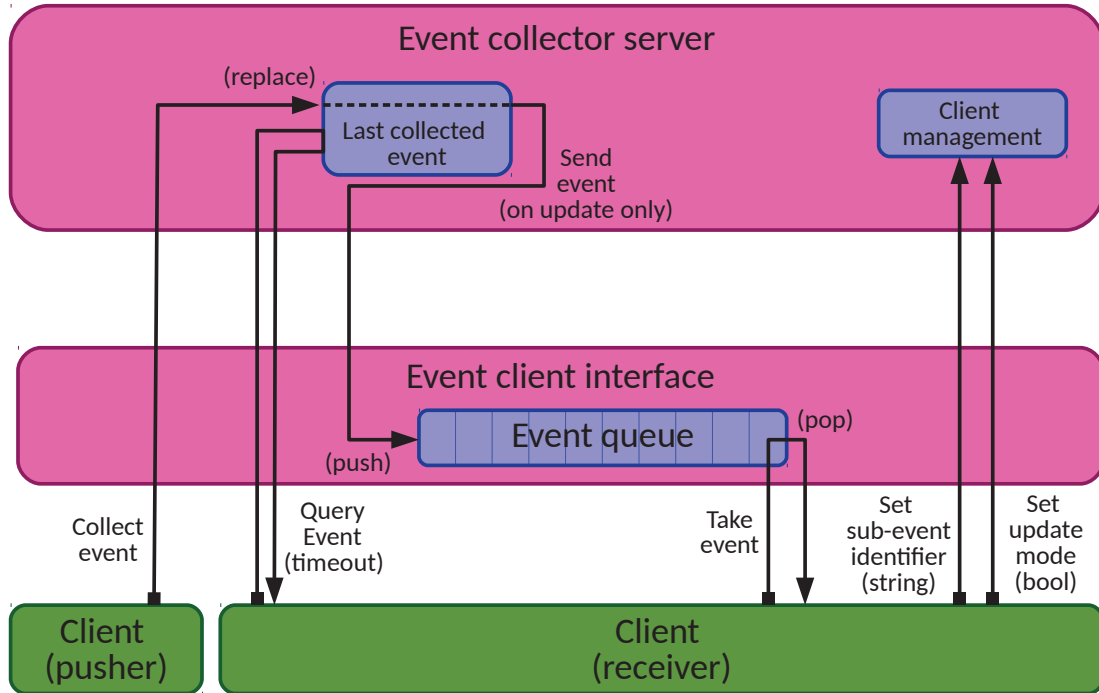 Event collector server
(replace)
Last collected
event
Send
event
(on update only)
Client
management
Event client interface
Event queue
(push)
(pop)
Collect
event
Query
Event
(timeout)
Take
event
Set
sub-event
identifier
(string)
Set
update
mode
(bool)
Client
(pusher)
Client
(receiver)